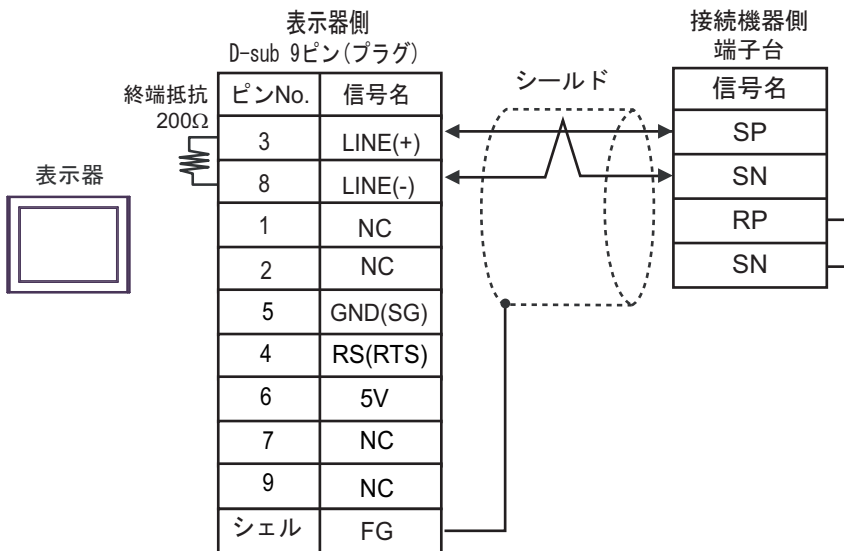 表示器側
D-sub 9ピン(プラグ)
接続機器側
端子台
終端抵抗
200Ω
表示器
シールド
ピンNo. 信号名
3 LINE(+)
8 LINE(-)
1 NC
2 NC
5 GND(SG)
4 RS(RTS)
6 5V
7 NC
9 NC
シェル FG
信号名
SP
SN
RP
SN